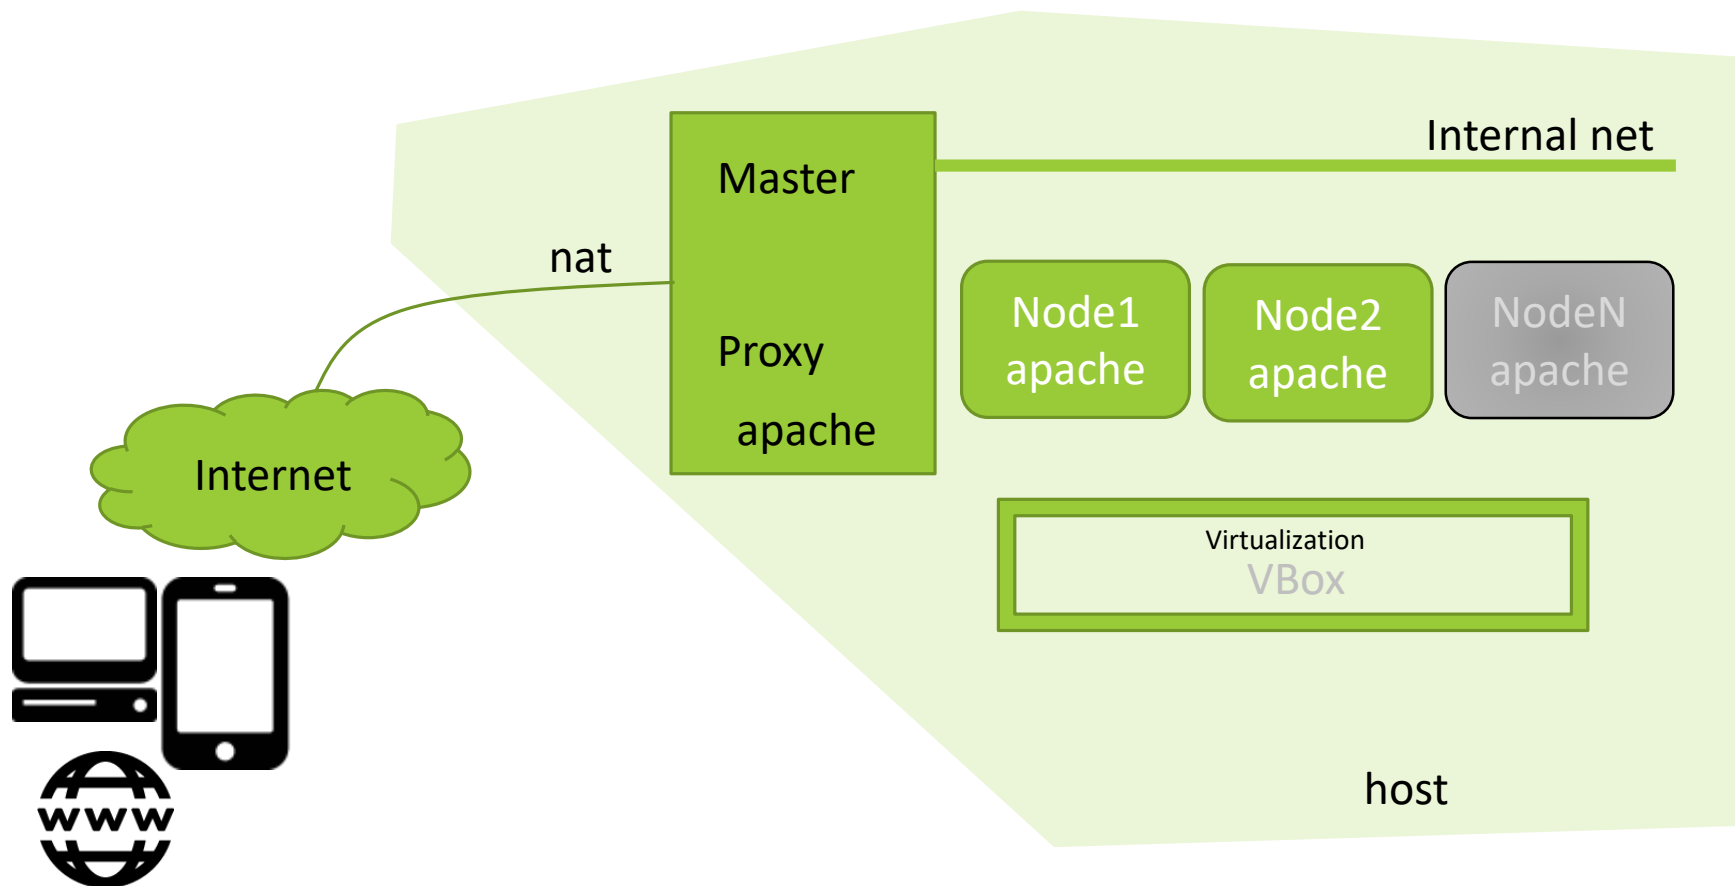 Internal net
Master
nat
Proxy
apache
Node1
apache
Node2
apache
NodeN
apache
Internet
Virtualization
VBox
host
www